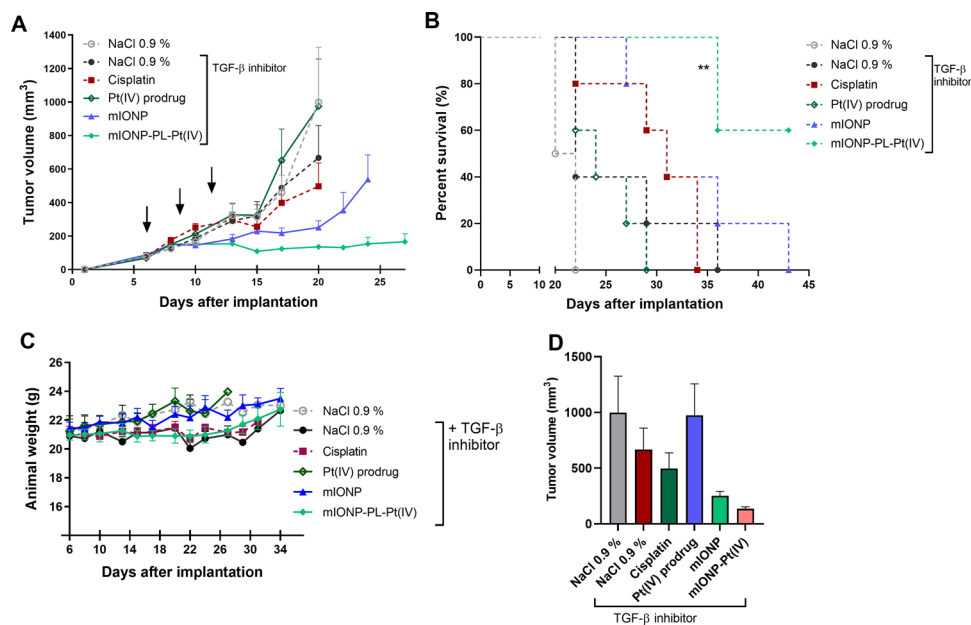 A
Tumor volume (mm3)
1400
1200
1000
800
600
400
200
0
0
5
10
15
20
25
Days after implantation
NaCl 0.9 %
NaCl 0.9 %
Cisplatin
Pt(IV) prodrug
mIONP
mIONP-PL-Pt(IV)
TGF-β inhibitor
B
Percent survival (%)
100
80
60
40
20
0
0
5
10
20
25
30
35
40
45
Days after implantation
**
NaCl 0.9 %
NaCl 0.9 %
Cisplatin
Pt(IV) prodrug
mIONP
mIONP-PL-Pt(IV)
TGF-β
inhibitor
C
Animal weight (g)
26
24
22
20
18
16
6
10
14
18
22
26
30
34
Days after implantation
NaCl 0.9 %
NaCl 0.9 %
Cisplatin
Pt(IV) prodrug
mIONP
mIONP-PL-Pt(IV)
+ TGF-β
inhibitor
D
Tumor volume (mm3)
1500
1000
500
0
NaCl 0.9 %
NaCl 0.9 %
Cisplatin
Pt(IV) prodrug
mIONP
mIONP-Pt(IV)
TGF-β inhibitor